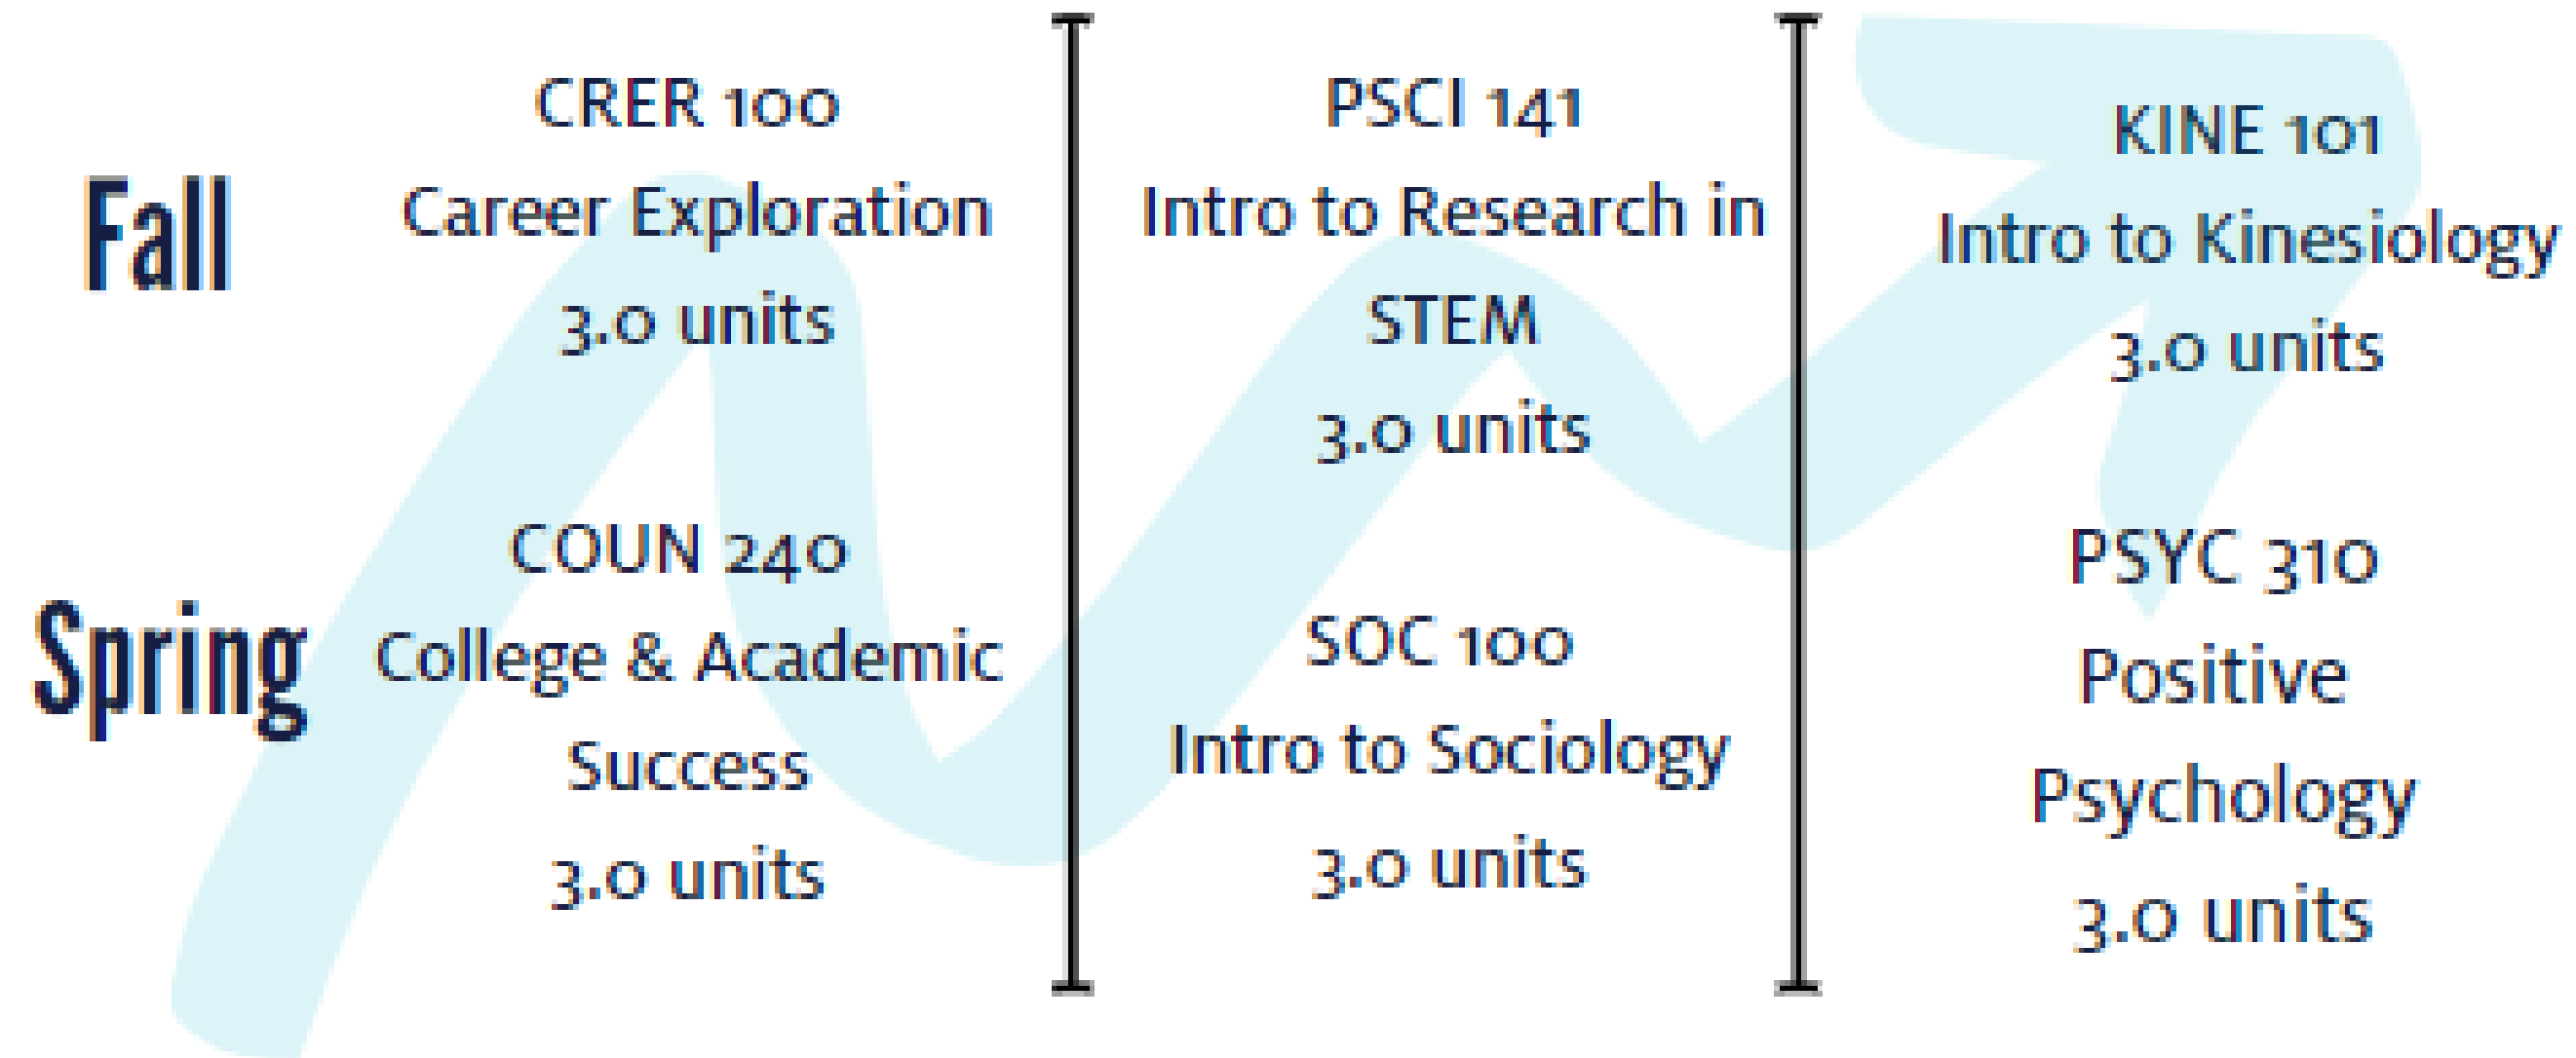 Fall
CRER 100
Career Exploration
3.0 units
PSCI 141
Intro to Research in
STEM
3.0 units
KINE 101
Intro to Kinesiology
3.0 units
Spring
COUN 240
College & Academic
Success
3.0 units
SOC 100
Intro to Sociology
3.0 units
PSYC 310
Positive
Psychology
3.0 units